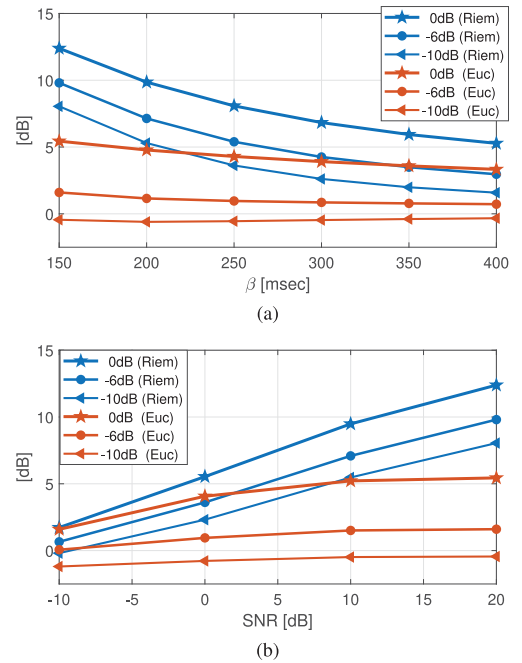 15
10
5
0
[dB]
0dB (Riem)
-6dB (Riem)
-10dB (Riem)
0dB (Euc)
-6dB (Euc)
-10dB (Euc)
150 200 250 300 350 400
β [msec]
(a)
15
10
5
0
[dB]
0dB (Riem)
-6dB (Riem)
-10dB (Riem)
0dB (Euc)
-6dB (Euc)
-10dB (Euc)
-10 -5 0 5 10 15 20
SNR [dB]
(b)